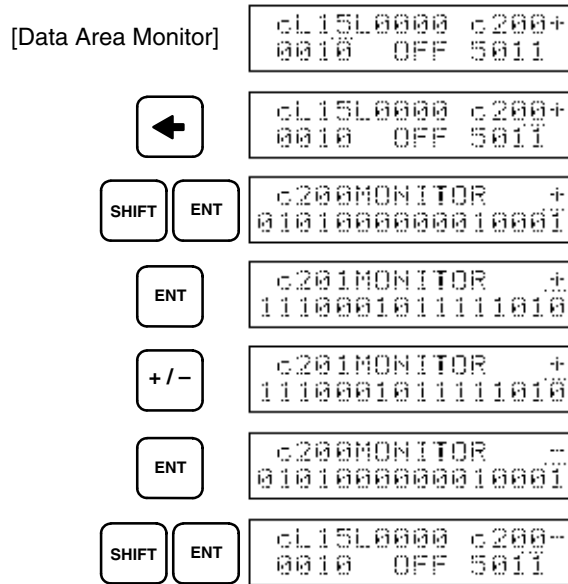 [Data Area Monitor]
cL15L0000 c200+
0010 OFF 5011
cL15L0000 c200+
0010 OFF 5011
SHIFT ENT
c200MONITOR +
0101000000010001
ENT
c201MONITOR +
1110001011111010
+ / –
c201MONITOR +
1110001011111010
ENT
c200MONITOR -
0101000000010001
SHIFT ENT
cL15L0000 c200-
0010 OFF 5011